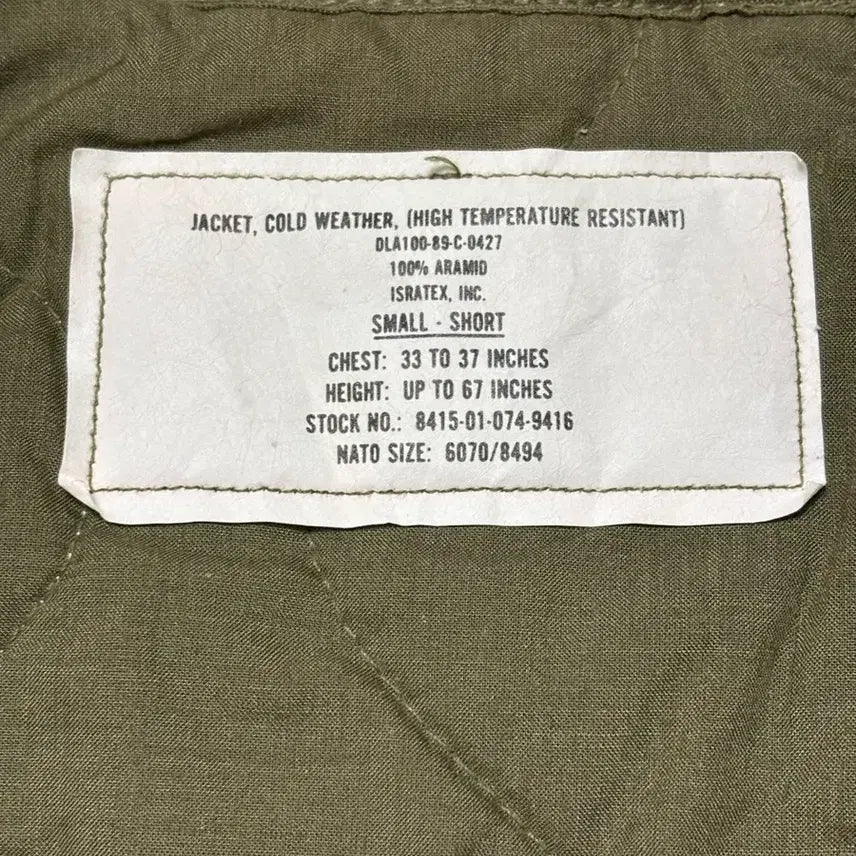 JACKET, COLD WEATHER, (HIGH TEMPERATURE RESISTANT)
DLA100-89-C-0427
100% ARAMID
ISRATEX, INC.
SMALL - SHORT
CHEST: 33 TO 37 INCHES
HEIGHT: UP TO 67 INCHES
STOCK NO.: 8415-01-074-9416
NATO SIZE: 6070/8494